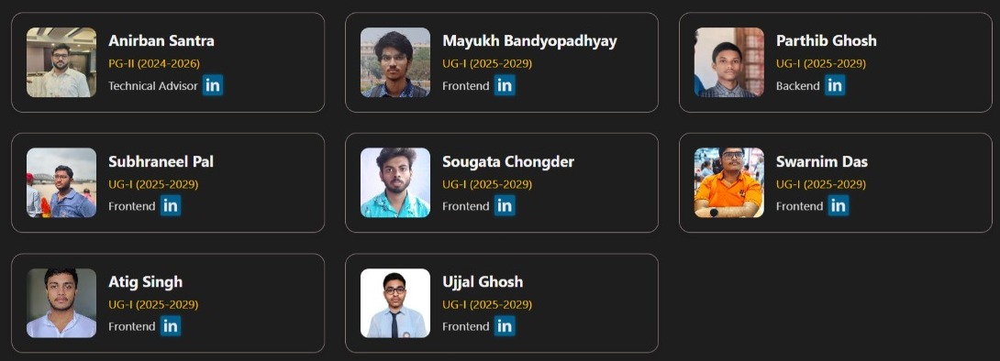 Anirban Santra
PG-II (2024-2026)
Technical Advisor in
Mayukh Bandyopadhyay
UG-I (2025-2029)
Frontend in
Parthib Ghosh
UG-I (2025-2029)
Backend in
Subhraneel Pal
UG-I (2025-2029)
Frontend in
Sougata Chongder
UG-I (2025-2029)
Frontend in
Swarnim Das
UG-I (2025-2029)
Frontend in
Atig Singh
UG-I (2025-2029)
Frontend in
Ujjal Ghosh
UG-I (2025-2029)
Frontend in